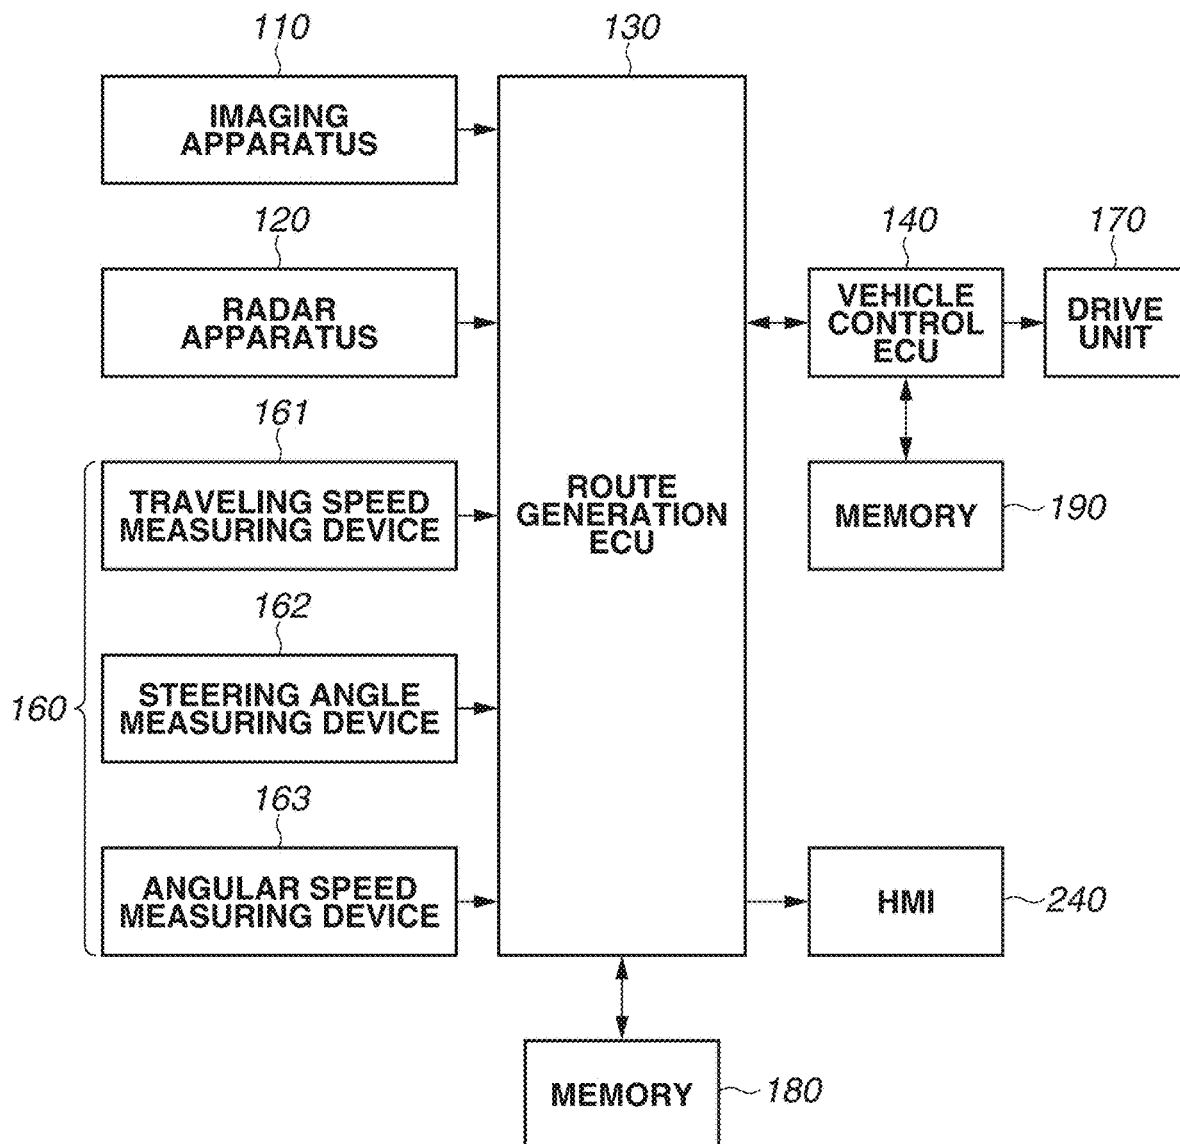 110
IMAGING
APPARATUS
120
RADAR
APPARATUS
161
TRAVELING SPEED
MEASURING DEVICE
162
STEERING ANGLE
MEASURING DEVICE
160
163
ANGULAR SPEED
MEASURING DEVICE
130
ROUTE
GENERATION
ECU
140
VEHICLE
CONTROL
ECU
170
DRIVE
UNIT
MEMORY
190
HMI
240
MEMORY
180